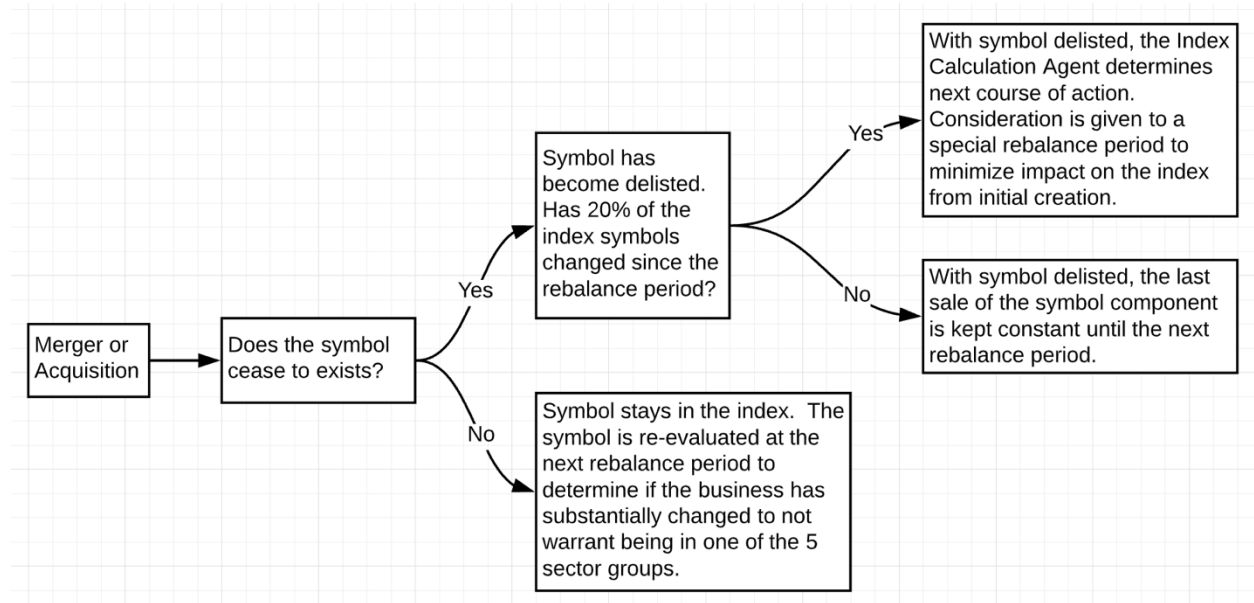 Merger or
Acquisition
Does the symbol
cease to exists?
Yes
No
Symbol has
become delisted.
Has 20% of the
index symbols
changed since the
rebalance period?
Symbol stays in the index.  The
symbol is re-evaluated at the
next rebalance period to
determine if the business has
substantially changed to not
warrant being in one of the 5
sector groups.
Yes
No
With symbol delisted, the Index
Calculation Agent determines
next course of action.
Consideration is given to a
special rebalance period to
minimize impact on the index
from initial creation.
With symbol delisted, the last
sale of the symbol component
is kept constant until the next
rebalance period.